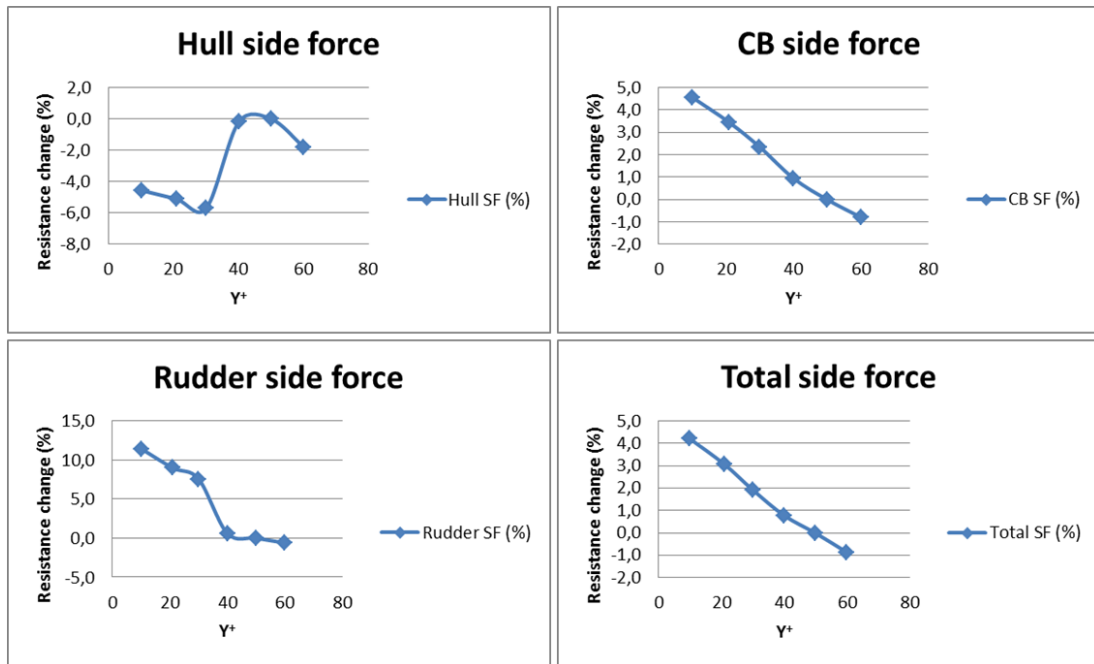 Hull side force
Resistance change (%)
2,0
0,0
-2,0
-4,0
-6,0
-8,0
0 20 40 60 80
Y⁺
Hull SF (%)
CB side force
Resistance change (%)
5,0
4,0
3,0
2,0
1,0
0,0
-1,0
-2,0
0 20 40 60 80
Y⁺
CB SF (%)
Rudder side force
Resistance change (%)
15,0
10,0
5,0
0,0
-5,0
0 20 40 60 80
Y⁺
Rudder SF (%)
Total side force
Resistance change (%)
5,0
4,0
3,0
2,0
1,0
0,0
-1,0
-2,0
0 20 40 60 80
Y⁺
Total SF (%)